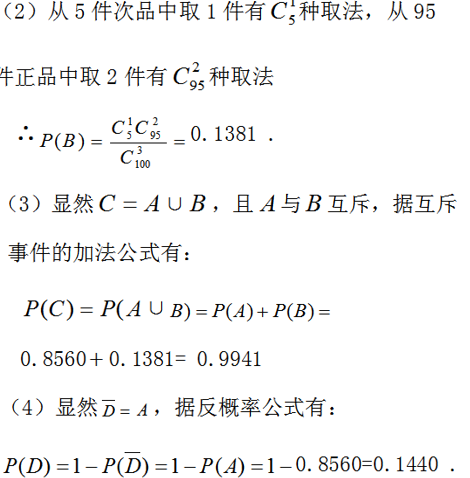 （2）从 5 件次品中取 1 件有 $C_5^1$ 种取法，从 95
件正品中取 2 件有 $C_{95}^2$ 种取法
∴ $P(B)=\frac{C_5^1 C_{95}^2}{C_{100}^3}=$ 0.1381 .
（3）显然 $C=A\cup B$，且 $A$ 与 $B$ 互斥，据互斥
事件的加法公式有：
$P(C)=P(A\cup B)=P(A)+P(B)=$
0.8560＋0.1381= 0.9941
（4）显然 $\overline{D}=A$，据反概率公式有：
$P(D)=1-P(\overline{D})=1-P(A)=1-$0.8560=0.1440 .